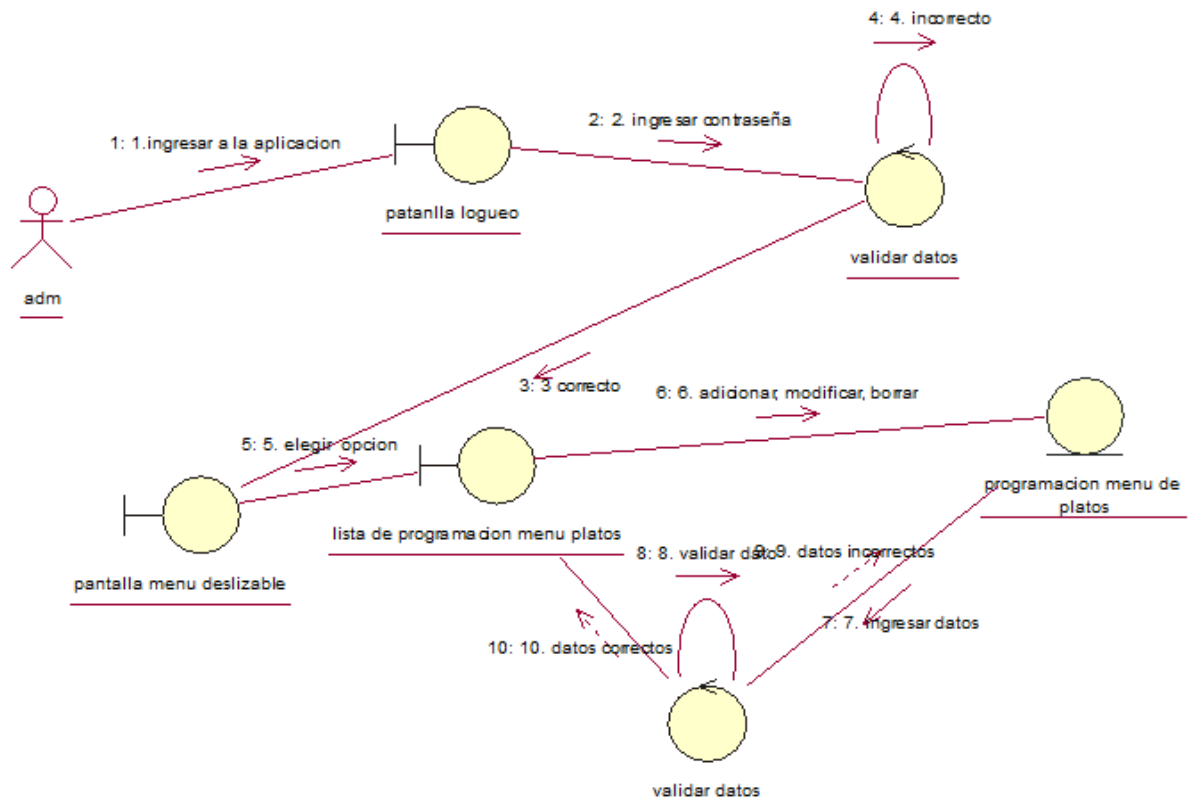 4: 4. incorrecto
2: 2. ingresar contraseña
1: 1.ingresar a la aplicacion
patanlla logueo
validar datos
adm
3: 3 correcto
6: 6. adicionar, modificar, borrar
5: 5. elegir opcion
programacion menu de
platos
lista de programacion menu platos
8: 8. validar dato
9: 9. datos incorrectos
pantalla menu deslizable
7: 7. ingresar datos
10: 10. datos correctos
validar datos